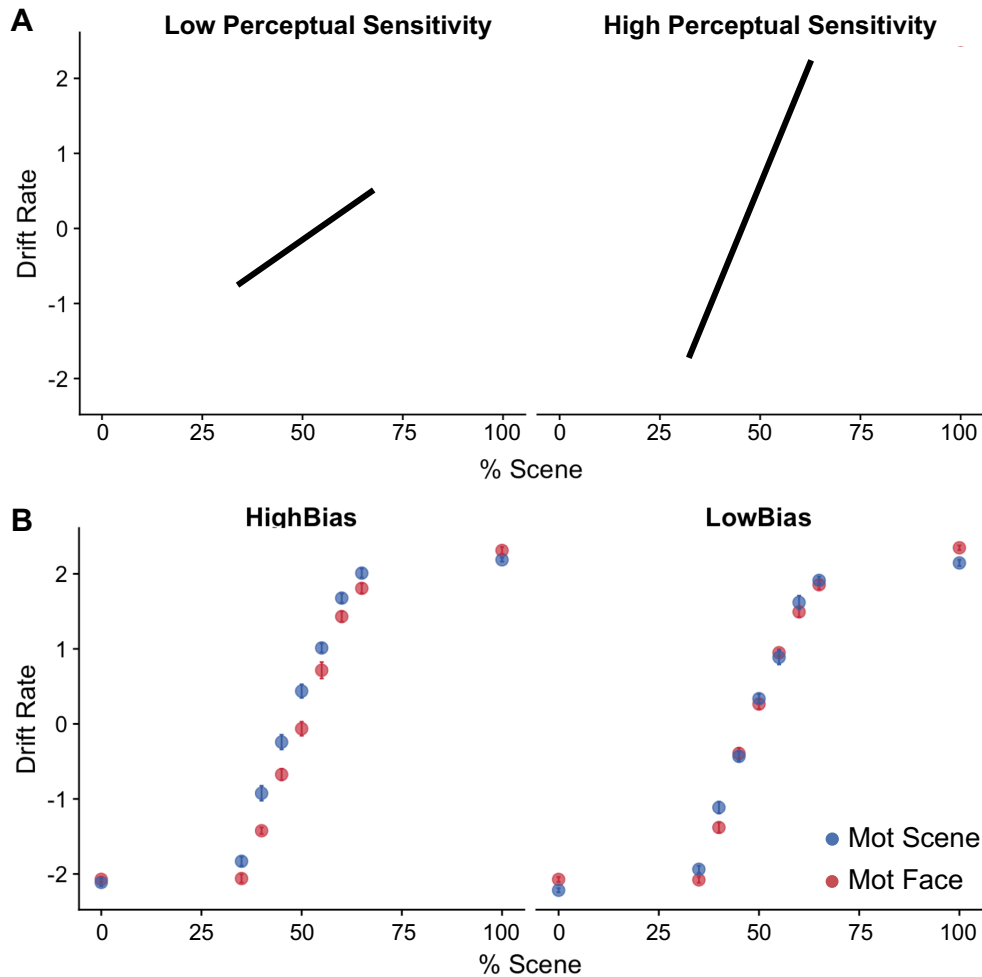 A
Low Perceptual Sensitivity
High Perceptual Sensitivity
Drift Rate
2
1
0
-1
-2
0 25 50 75 100
0 25 50 75 100
% Scene
B
HighBias
LowBias
Drift Rate
2
1
0
-1
-2
Mot Scene
Mot Face
0 25 50 75 100
0 25 50 75 100
% Scene